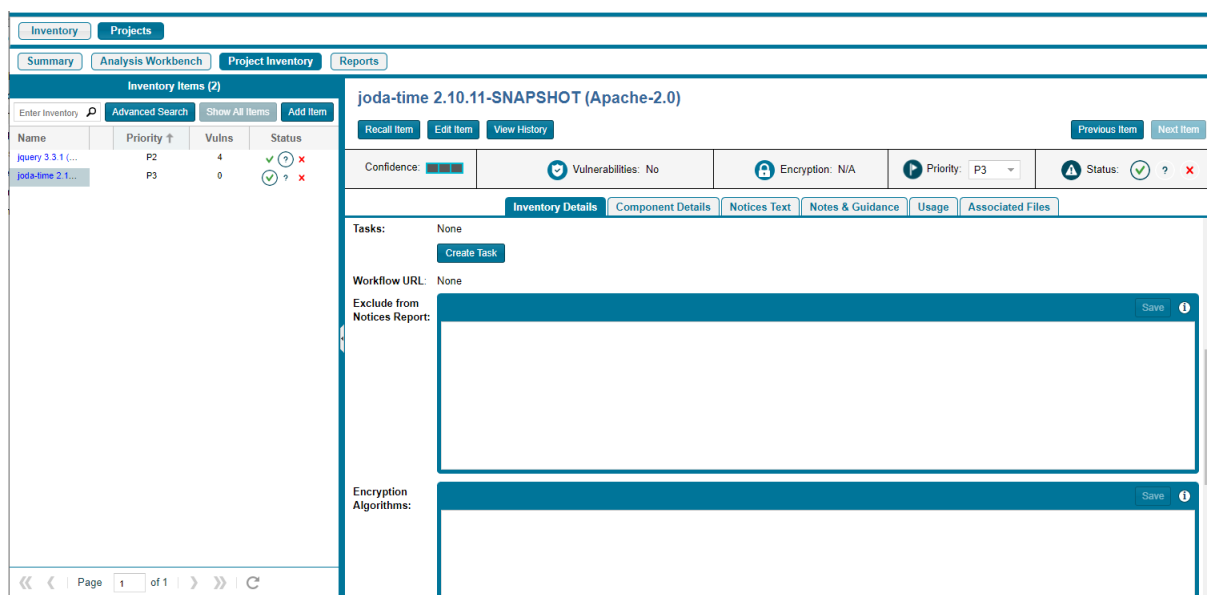 Inventory Projects
Summary Analysis Workbench Project Inventory Reports
Inventory Items (2)
Enter Inventory Advanced Search Show All Items Add Item
Name Priority Vulns Status
jquery 3.3.1 (... P2 4 ?
joda-time 2.1... P3 0 ?
Page 1 of 1
joda-time 2.10.11-SNAPSHOT (Apache-2.0)
Recall Item Edit Item View History Previous Item Next Item
Confidence: Vulnerabilities: No Encryption: N/A Priority: P3 Status: ?
Inventory Details Component Details Notices Text Notes & Guidance Usage Associated Files
Tasks: None
Create Task
Workflow URL: None
Exclude from
Notices Report:
Save i
Encryption
Algorithms:
Save i